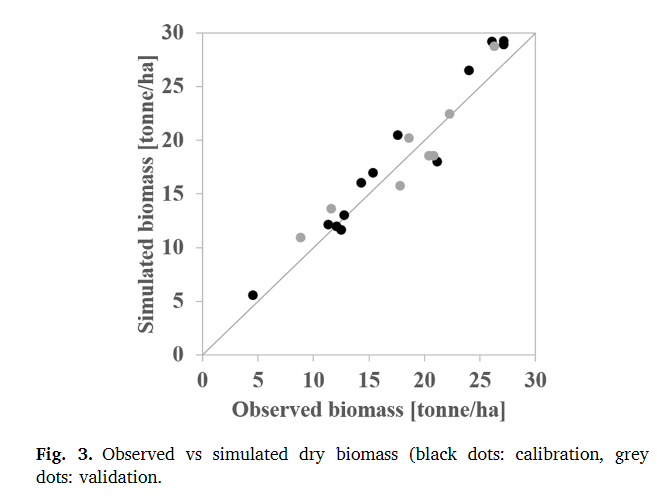 30
25
20
15
10
5
0
Simulated biomass [tonne/ha]
0 5 10 15 20 25 30
Observed biomass [tonne/ha]
Fig. 3. Observed vs simulated dry biomass (black dots: calibration, grey
dots: validation.